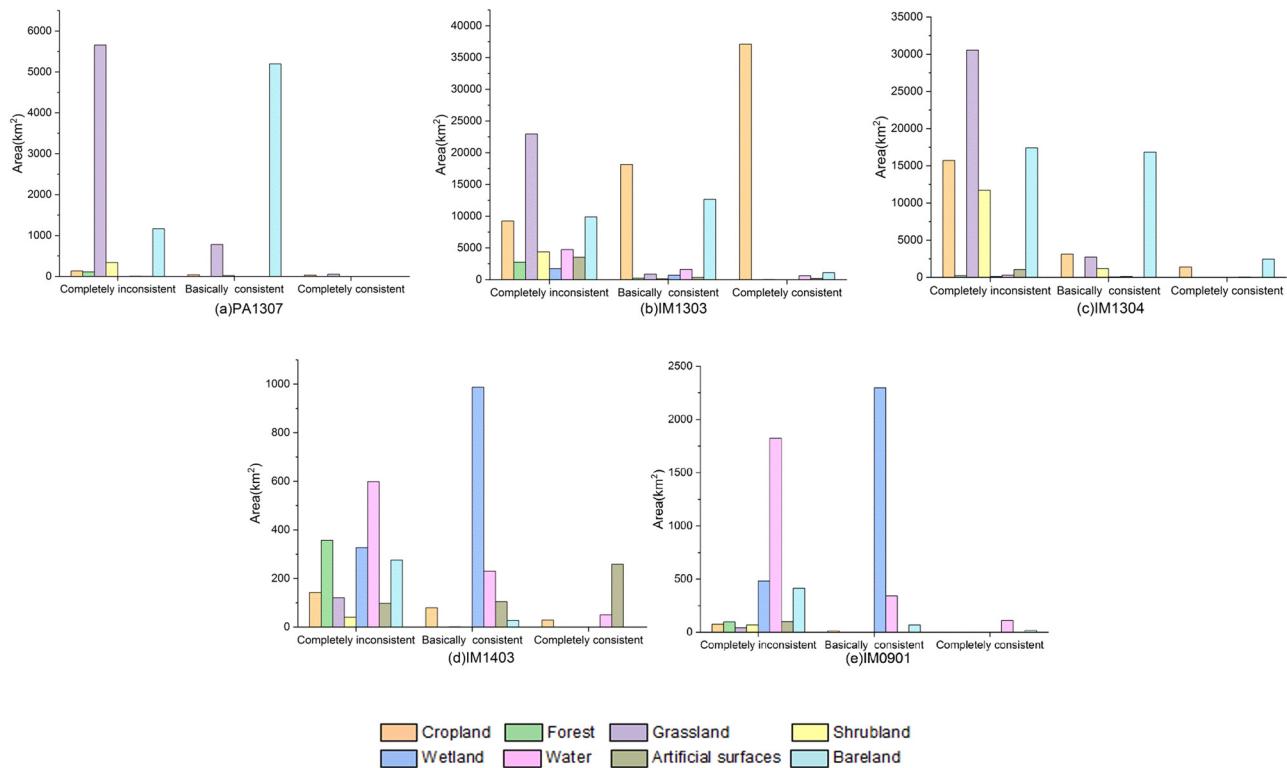 6000
5000
4000
3000
2000
1000
0
Area(km²)
Completely inconsistent Basically consistent Completely consistent
(a)PA1307
40000
35000
30000
25000
20000
15000
10000
5000
0
Area(km²)
Completely inconsistent Basically consistent Completely consistent
(b)IM1303
35000
30000
25000
20000
15000
10000
5000
0
Area(km²)
Completely inconsistent Basically consistent Completely consistent
(c)IM1304
1000
800
600
400
200
0
Area(km²)
Completely inconsistent Basically consistent Completely consistent
(d)IM1403
2500
2000
1500
1000
500
0
Area(km²)
Completely inconsistent Basically consistent Completely consistent
(e)IM0901
Cropland Forest Grassland Shrubland
Wetland Water Artificial surfaces Bareland